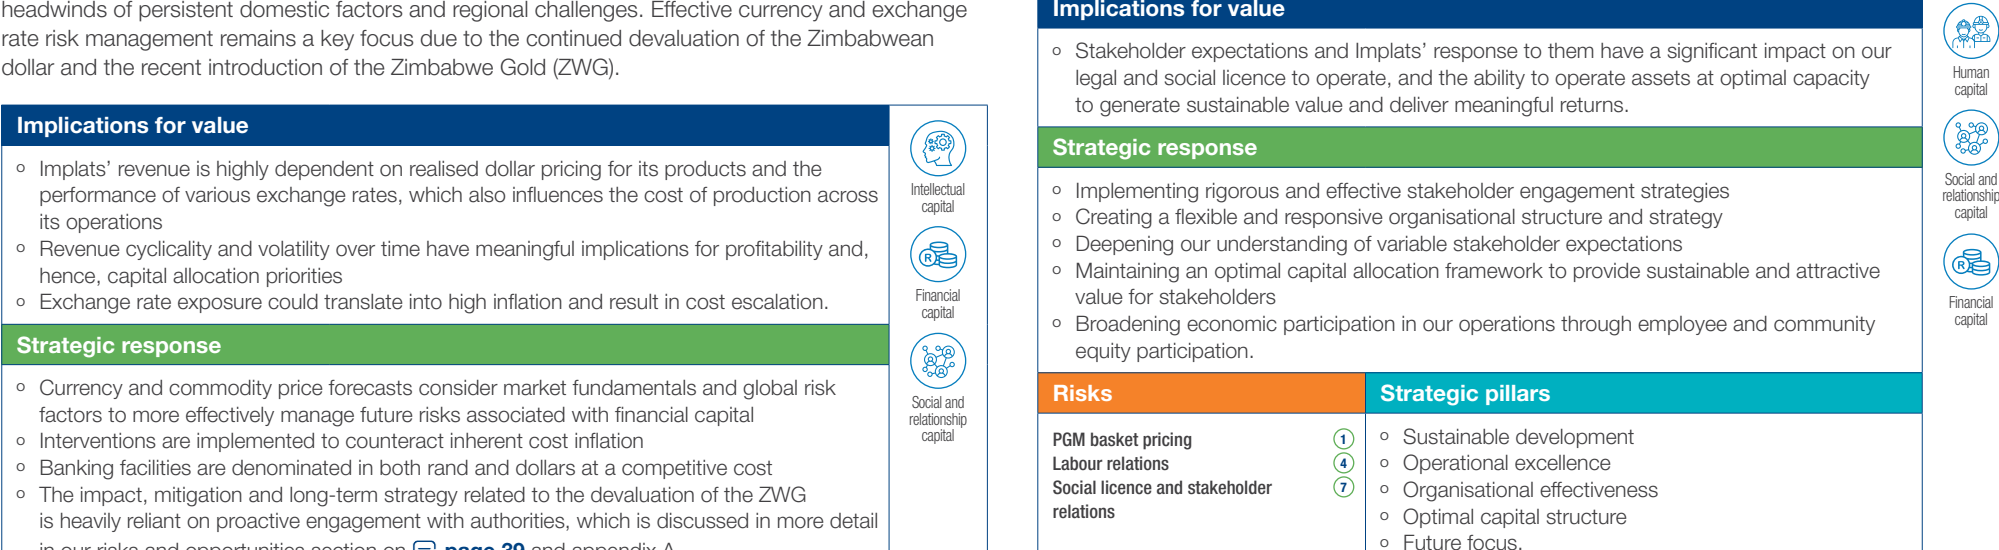 headwinds of persistent domestic factors and regional challenges. Effective currency and exchange
rate risk management remains a key focus due to the continued devaluation of the Zimbabwean
dollar and the recent introduction of the Zimbabwe Gold (ZWG).
Implications for value
o Implats’ revenue is highly dependent on realised dollar pricing for its products and the
performance of various exchange rates, which also influences the cost of production across
its operations
o Revenue cyclicality and volatility over time have meaningful implications for profitability and,
hence, capital allocation priorities
o Exchange rate exposure could translate into high inflation and result in cost escalation.
Strategic response
o Currency and commodity price forecasts consider market fundamentals and global risk
factors to more effectively manage future risks associated with financial capital
o Interventions are implemented to counteract inherent cost inflation
o Banking facilities are denominated in both rand and dollars at a competitive cost
o The impact, mitigation and long-term strategy related to the devaluation of the ZWG
is heavily reliant on proactive engagement with authorities, which is discussed in more detail
in our risks and opportunities section on page 39 and appendix A.
Intellectual
capital
R
Financial
capital
Social and
relationship
capital
Implications for value
o Stakeholder expectations and Implats’ response to them have a significant impact on our
legal and social licence to operate, and the ability to operate assets at optimal capacity
to generate sustainable value and deliver meaningful returns.
Strategic response
o Implementing rigorous and effective stakeholder engagement strategies
o Creating a flexible and responsive organisational structure and strategy
o Deepening our understanding of variable stakeholder expectations
o Maintaining an optimal capital allocation framework to provide sustainable and attractive
value for stakeholders
o Broadening economic participation in our operations through employee and community
equity participation.
Risks
PGM basket pricing 1
Labour relations 4
Social licence and stakeholder 7
relations
Strategic pillars
o Sustainable development
o Operational excellence
o Organisational effectiveness
o Optimal capital structure
o Future focus.
Human
capital
Social and
relationship
capital
R
Financial
capital